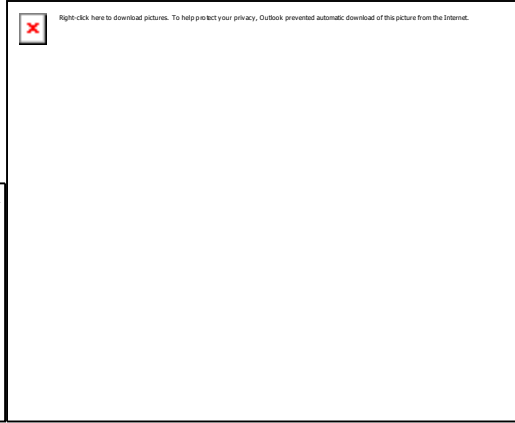 Right-click here to download pictures. To help protect your privacy, Outlook prevented automatic download of this picture from the Internet.